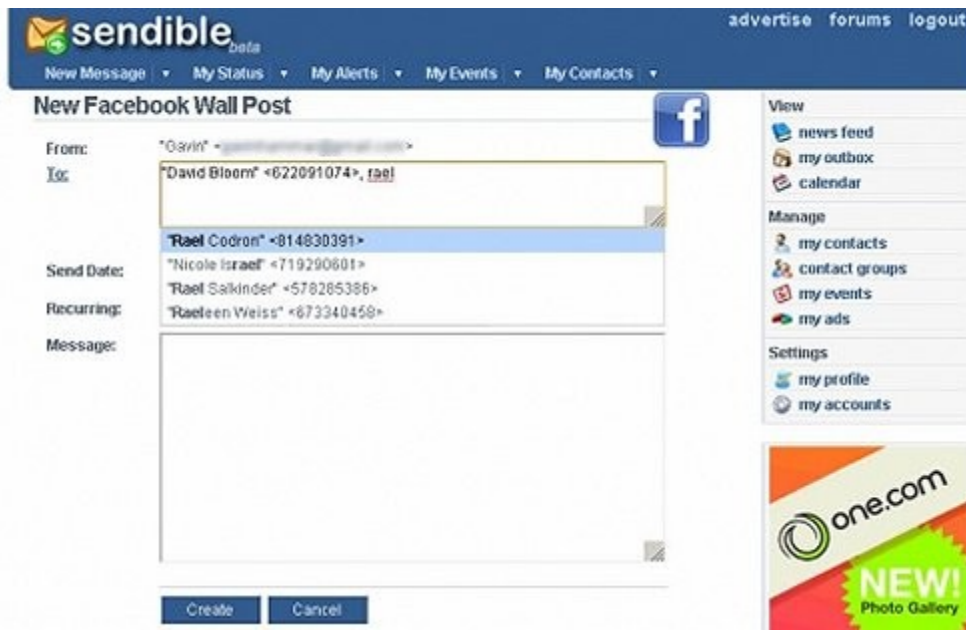 sendible
beta
advertise forums logout
New Message My Status My Alerts My Events My Contacts
New Facebook Wall Post
From: "Gavin" <
To: "David Bloom" <622091074>, rael
"Rael Codron" <814830391>
"Nicole Israel" <719290601>
"Rael Salkinder" <578285386>
"Raeleen Weiss" <673340458>
Send Date:
Recurring:
Message:
Create Cancel
View
news feed
my outbox
calendar
Manage
my contacts
contact groups
my events
my ads
Settings
my profile
my accounts
one.com
NEW!
Photo Gallery